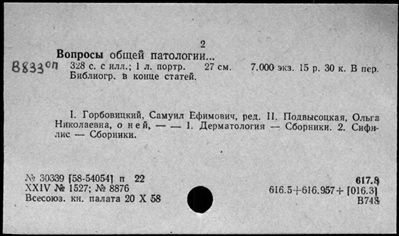 2
Вопросы общей патологии...
В833оп 328 с. с илл.; 1 л. портр. 27 см. 7.000 экз. 15 р. 30 к. В пер.
Библиогр. в конце статей.
1. Горбовицкий, Самуил Ефимович, ред. II. Подвысоцкая, Ольга
Николаевна, о ней, — — 1. Дерматология — Сборники. 2. Сифи-
лис — Сборники.
№ 30339 [58-54054] п 22
617.8
XXIV № 1527; № 8876
616.5+616.957+[016.3]
Всесоюз. кн. палата 20 X 58
В748